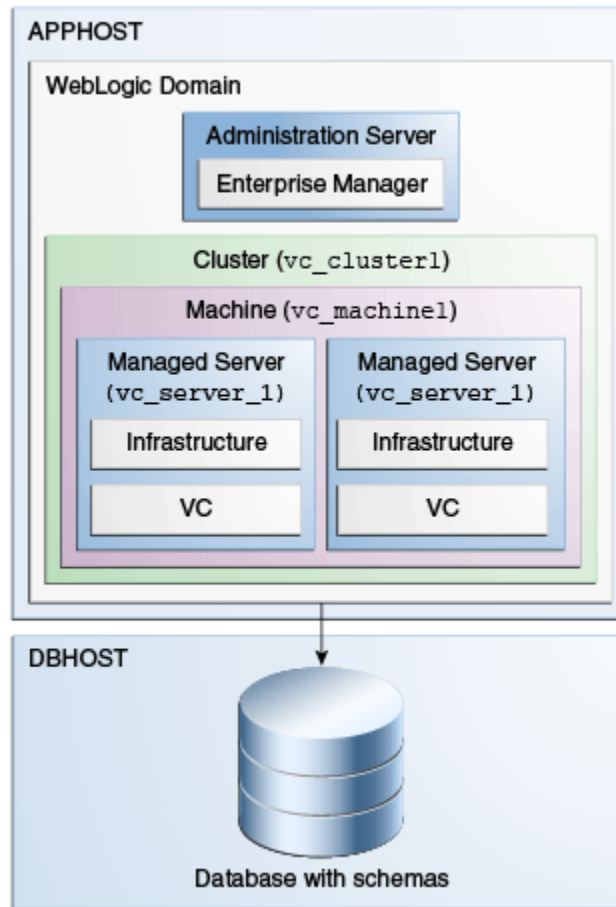 APPHOST
WebLogic Domain
Administration Server
Enterprise Manager
Cluster (vc_cluster1)
Machine (vc_machine1)
Managed Server
(vc_server_1)
Infrastructure
VC
Managed Server
(vc_server_1)
Infrastructure
VC
DBHOST
Database with schemas